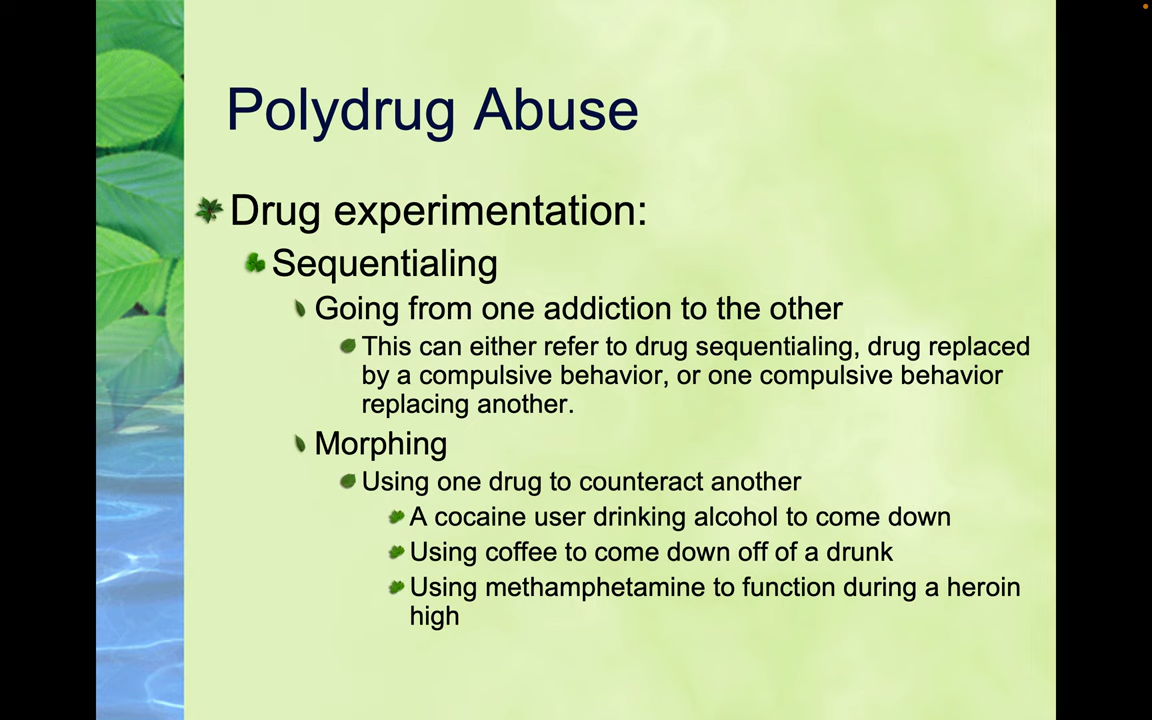 Polydrug Abuse
Drug experimentation:
Sequentialing
Going from one addiction to the other
This can either refer to drug sequentialing, drug replaced
by a compulsive behavior, or one compulsive behavior
replacing another.
Morphing
Using one drug to counteract another
A cocaine user drinking alcohol to come down
Using coffee to come down off of a drunk
Using methamphetamine to function during a heroin
high